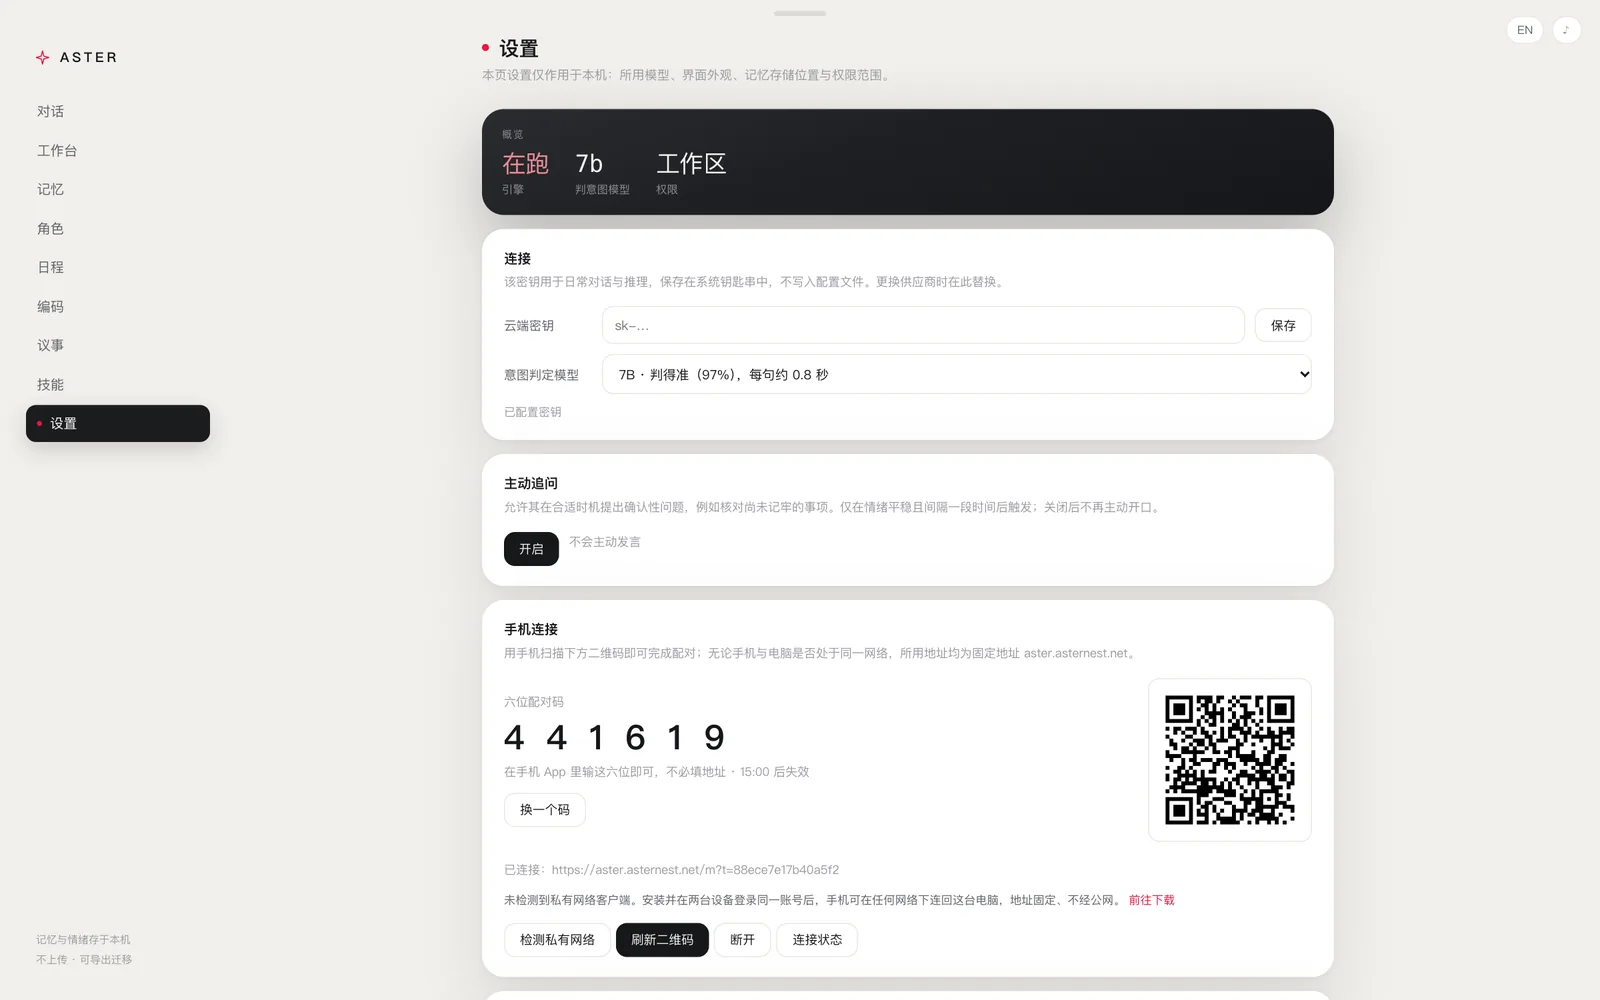 EN
♪
ASTER
对话
工作台
记忆
角色
日程
编码
议事
技能
设置
记忆与情绪存于本机
不上传 · 可导出迁移
设置
本页设置仅作用于本机：所用模型、界面外观、记忆存储位置与权限范围。
概览
在跑 7b 工作区
引擎 判意图模型 权限
连接
该密钥用于日常对话与推理，保存在系统钥匙串中，不写入配置文件。更换供应商时在此替换。
云端密钥 sk-... 保存
意图判定模型 7B · 判得准（97%），每句约 0.8 秒
已配置密钥
主动追问
允许其在合适时机提出确认性问题，例如核对尚未记牢的事项。仅在情绪平稳且间隔一段时间后触发；关闭后不再主动开口。
开启 不会主动发言
手机连接
用手机扫描下方二维码即可完成配对；无论手机与电脑是否处于同一网络，所用地址均为固定地址 aster.asternest.net。
六位配对码
4 4 1 6 1 9
在手机 App 里输这六位即可，不必填地址 · 15:00 后失效
换一个码
已连接：https://aster.asternest.net/m?t=88ece7e17b40a5f2
未检测到私有网络客户端。安装并在两台设备登录同一账号后，手机可在任何网络下连回这台电脑，地址固定、不经公网。 前往下载
检测私有网络 刷新二维码 断开 连接状态